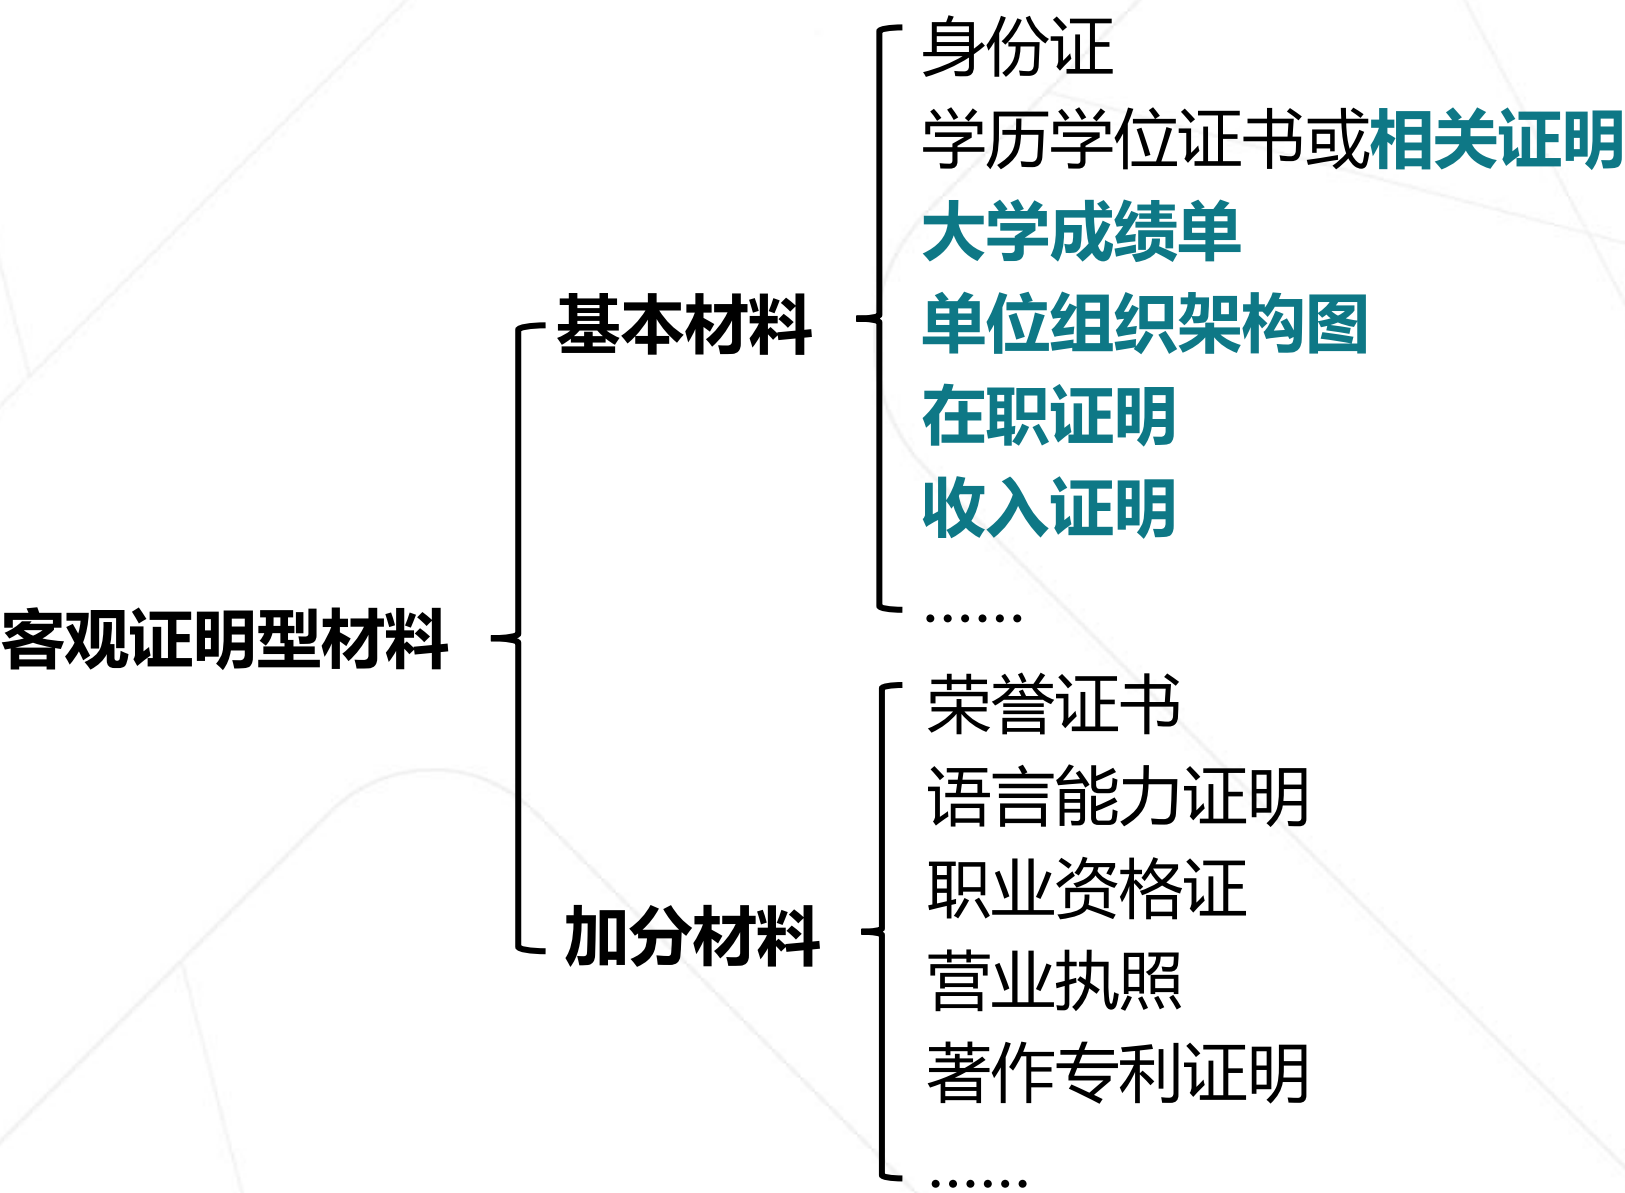 身份证
学历学位证书或相关证明
大学成绩单
基本材料
单位组织架构图
在职证明
收入证明
……
客观证明型材料
荣誉证书
语言能力证明
职业资格证
加分材料
营业执照
著作专利证明
……